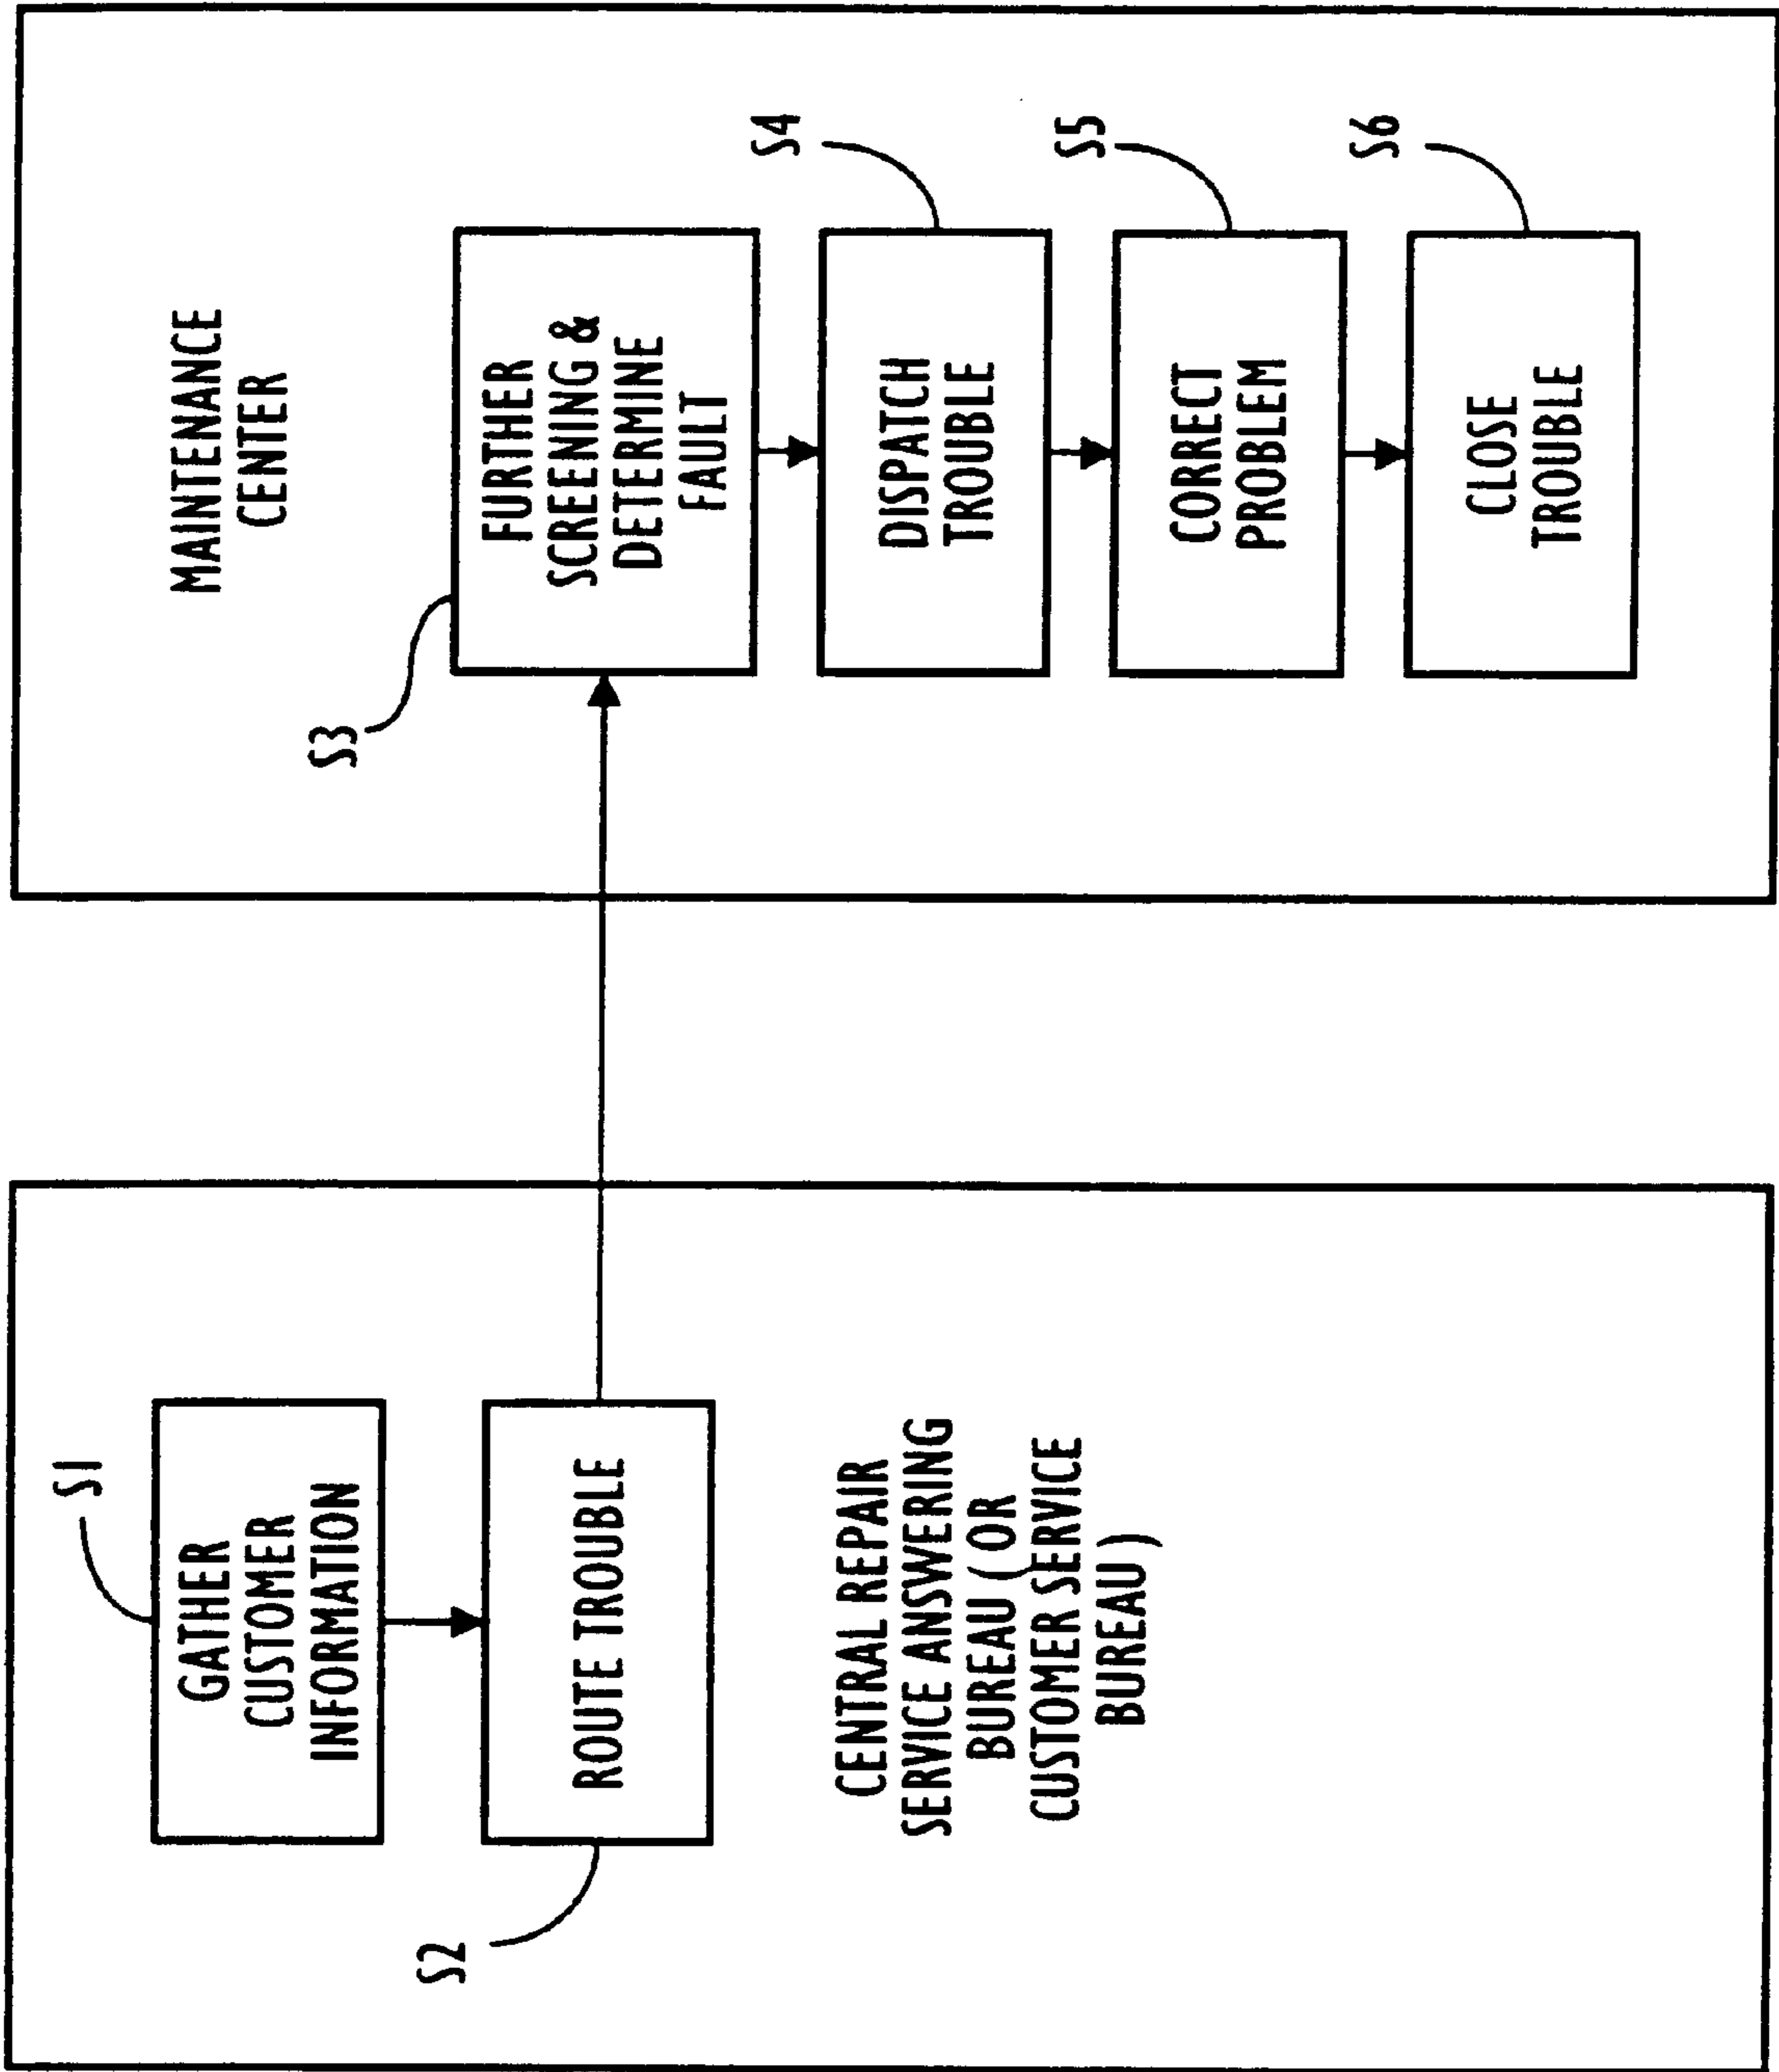 S1
GATHER
CUSTOMER
INFORMATION
S2
ROUTE TROUBLE
CENTRAL REPAIR
SERVICE ANSWERING
BUREAU (OR
CUSTOMER SERVICE
BUREAU)
MAINTENANCE
CENTER
S3
FURTHER
SCREENING &
DETERMINE
FAULT
S4
DISPATCH
TROUBLE
S5
CORRECT
PROBLEM
S6
CLOSE
TROUBLE